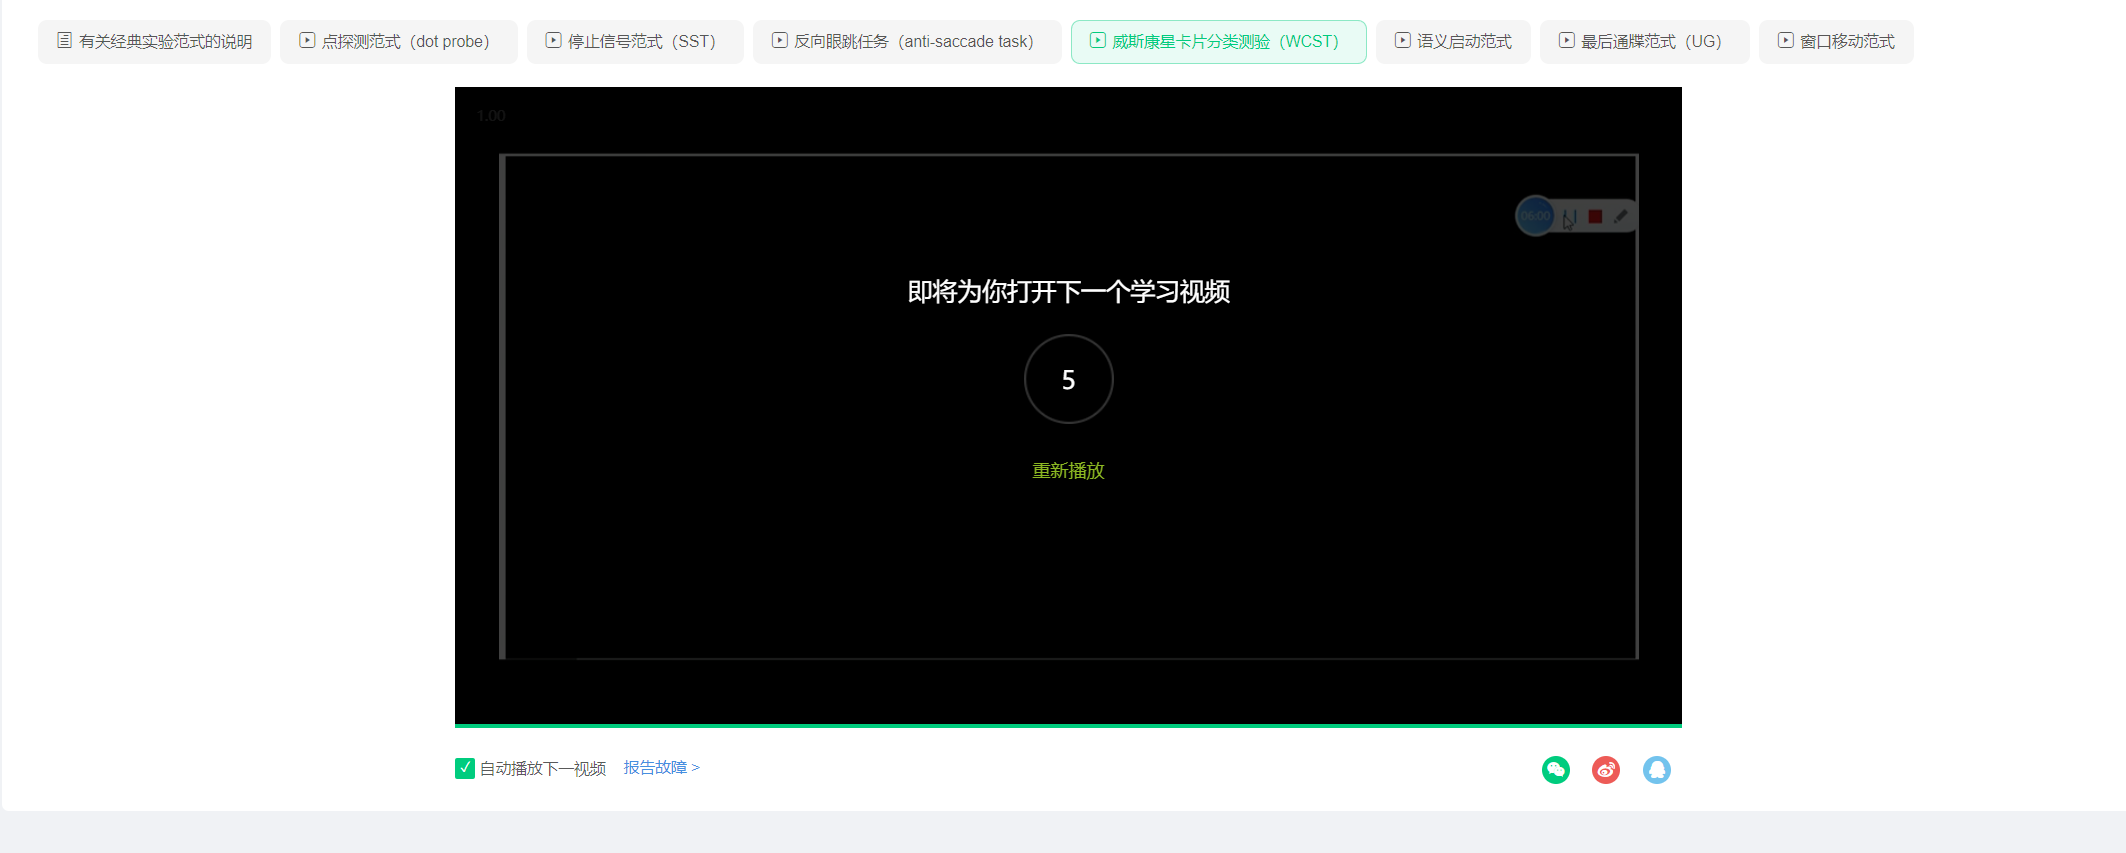 有关经典实验范式的说明
点探测范式（dot probe）
停止信号范式（SST）
反向眼跳任务（anti-saccade task）
威斯康星卡片分类测验（WCST）
语义启动范式
最后通牒范式（UG）
窗口移动范式
1.00
06:00
即将为你打开下一个学习视频
5
重新播放
自动播放下一视频
报告故障 >